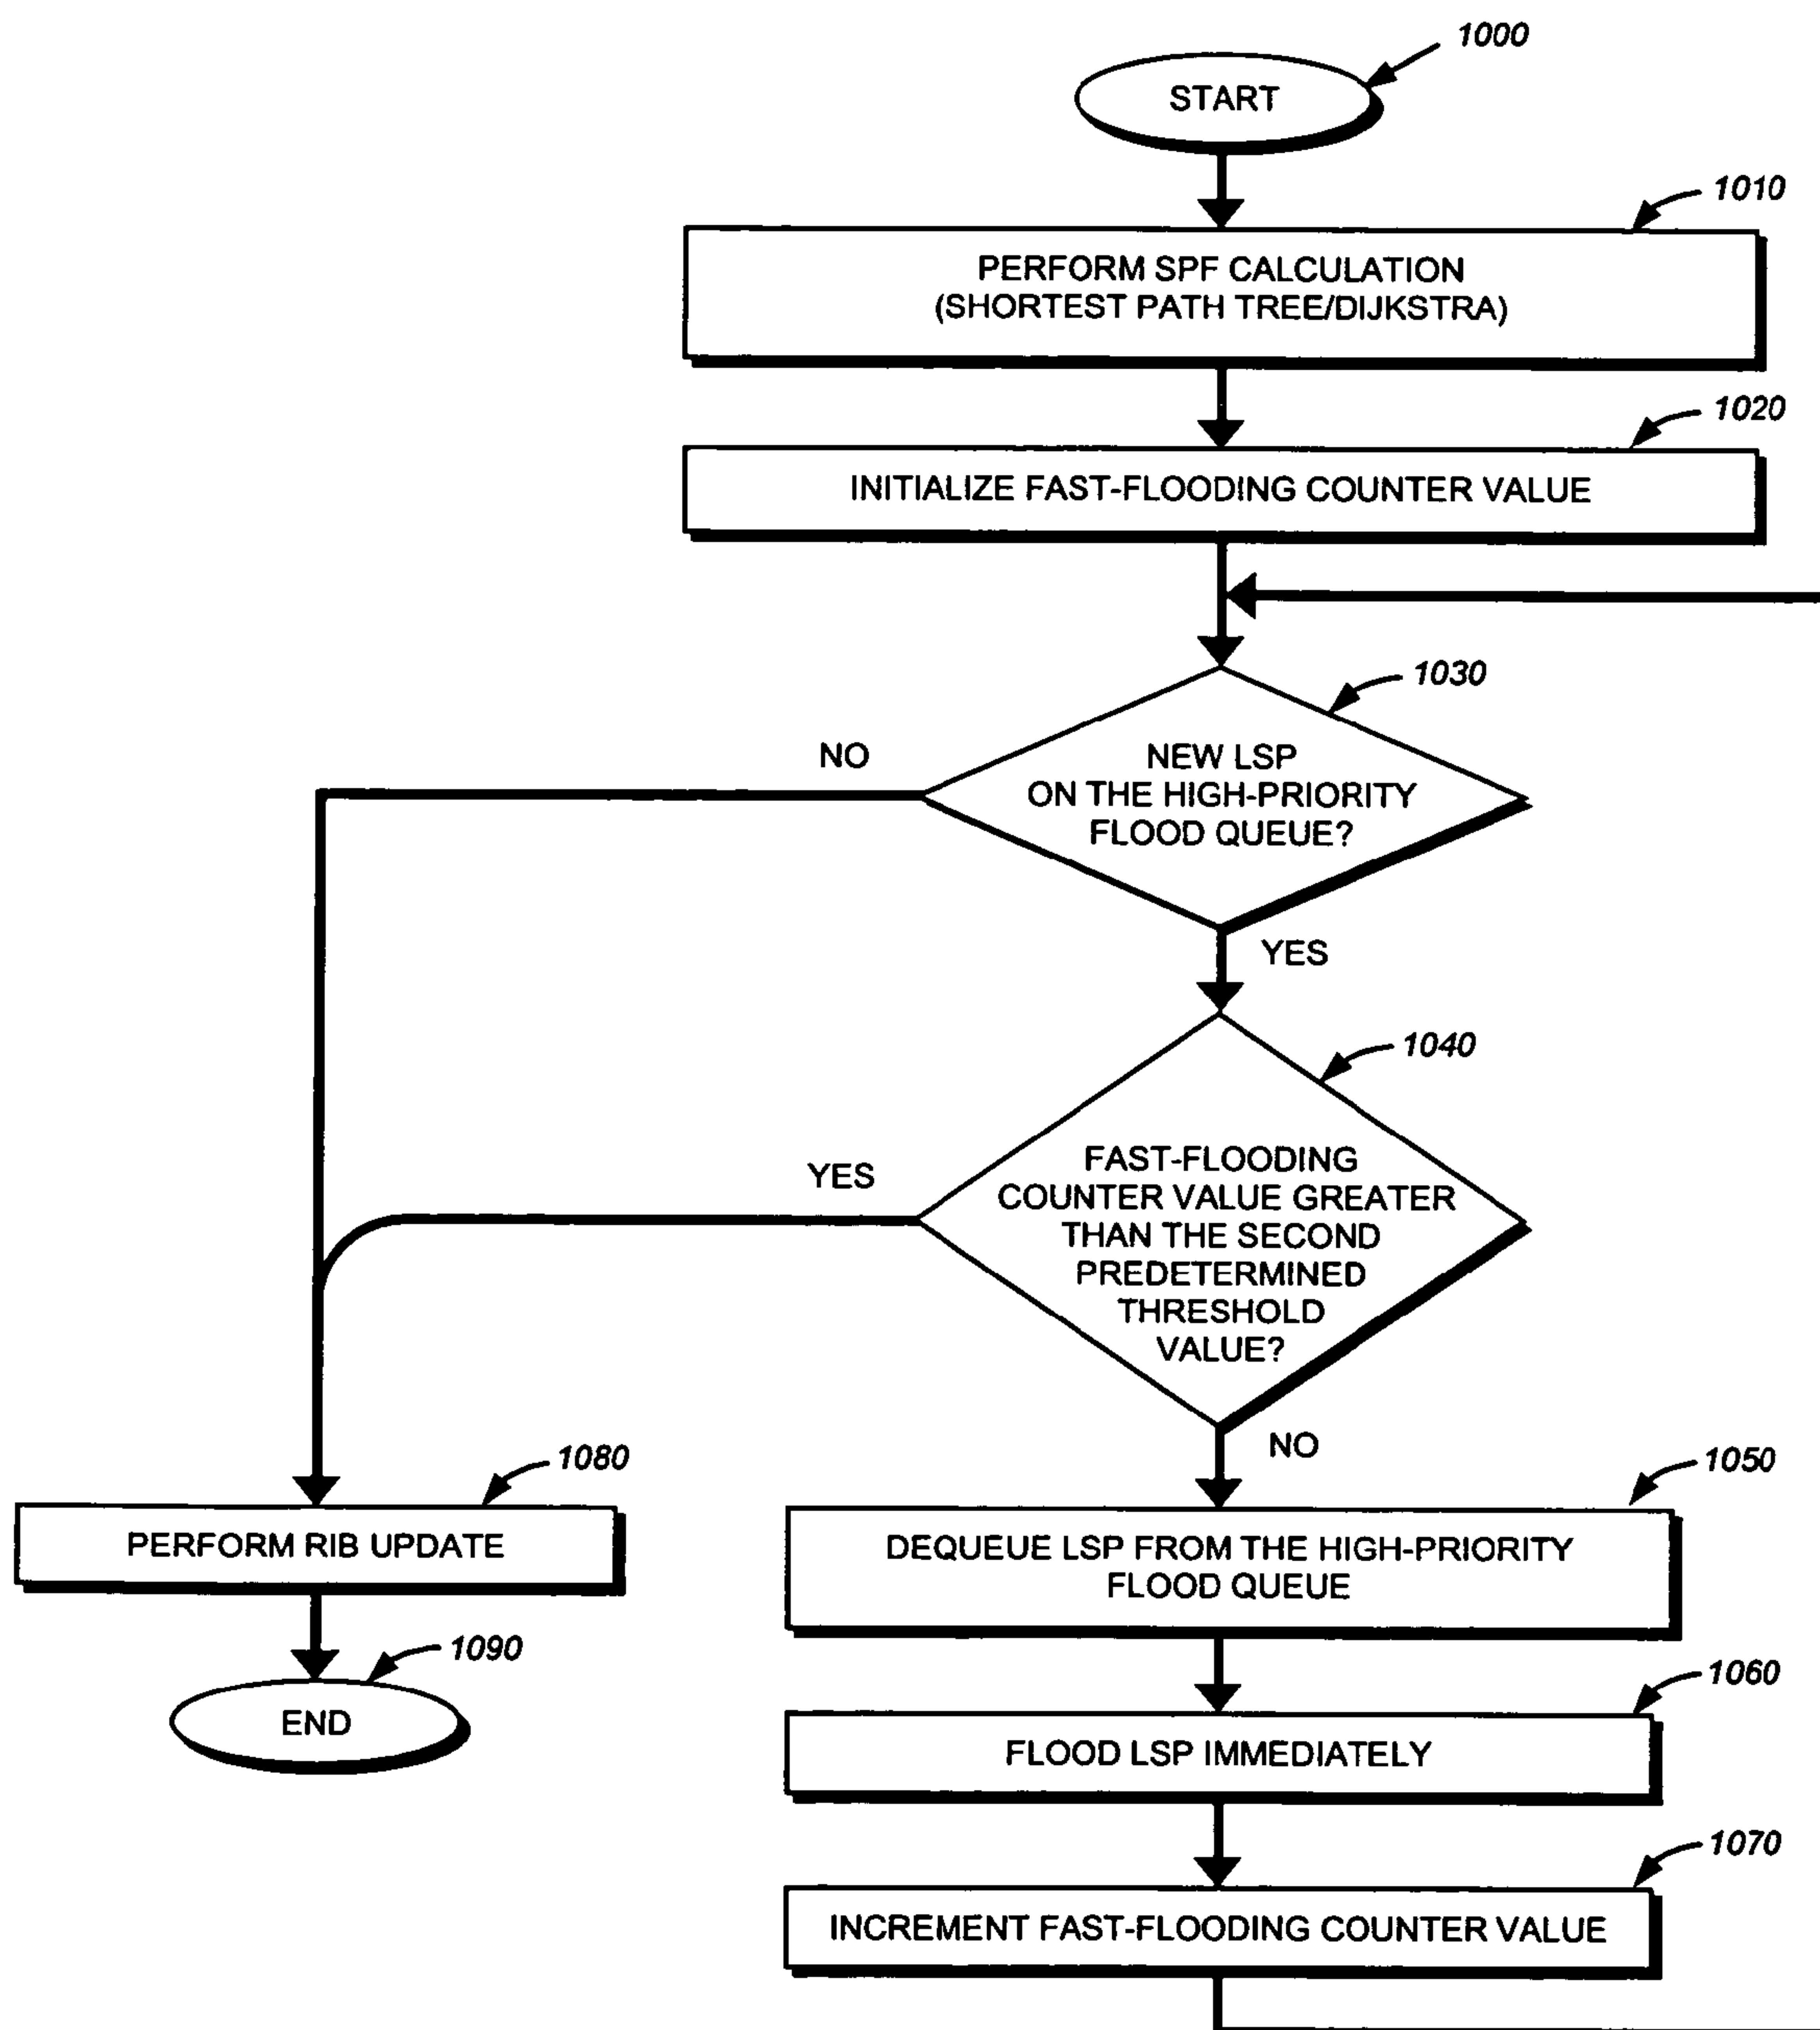 1000
START
1010
PERFORM SPF CALCULATION
(SHORTEST PATH TREE/DIJKSTRA)
1020
INITIALIZE FAST-FLOODING COUNTER VALUE
1030
NO
NEW LSP
ON THE HIGH-PRIORITY
FLOOD QUEUE?
YES
1040
YES
FAST-FLOODING
COUNTER VALUE GREATER
THAN THE SECOND
PREDETERMINED
THRESHOLD
VALUE?
NO
1080
PERFORM RIB UPDATE
1090
END
1050
DEQUEUE LSP FROM THE HIGH-PRIORITY
FLOOD QUEUE
1060
FLOOD LSP IMMEDIATELY
1070
INCREMENT FAST-FLOODING COUNTER VALUE